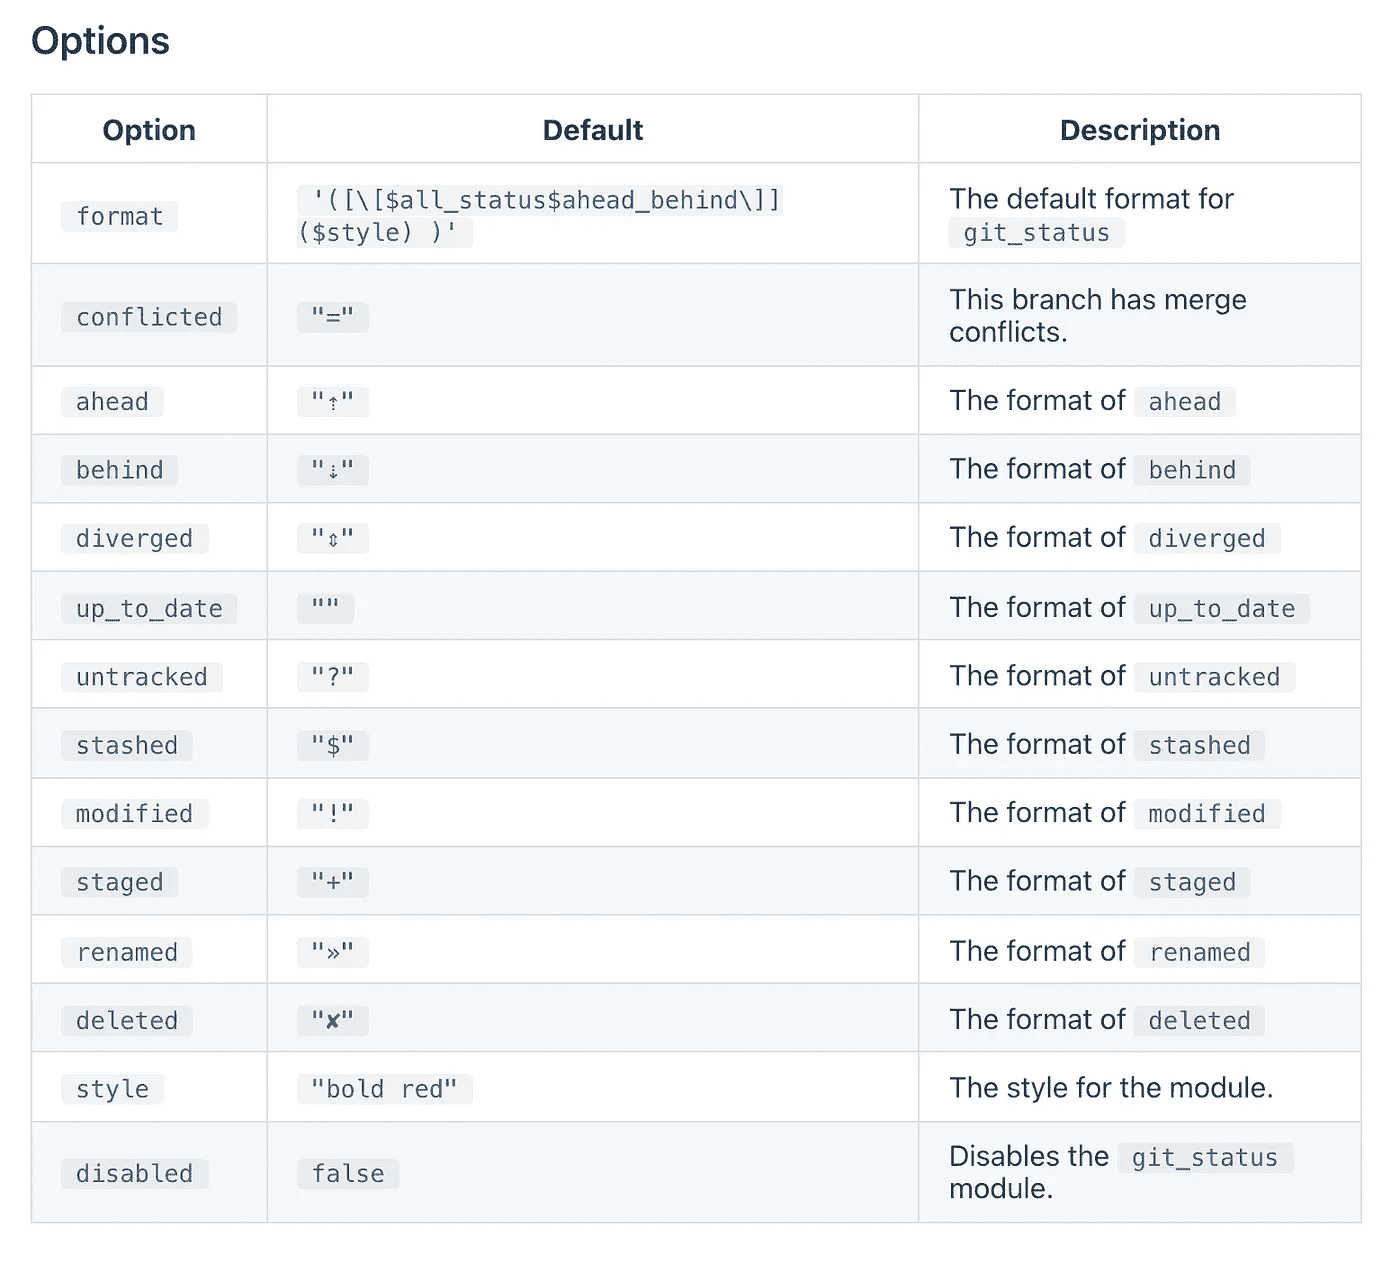 Options
Option Default Description
format '([\[$all_status$ahead_behind\]] The default format for
($style) )' git_status
conflicted "=" This branch has merge
conflicts.
ahead "⇡" The format of ahead
behind "⇣" The format of behind
diverged "⇕" The format of diverged
up_to_date "" The format of up_to_date
untracked "?" The format of untracked
stashed "$" The format of stashed
modified "!" The format of modified
staged "+" The format of staged
renamed "»" The format of renamed
deleted "✘" The format of deleted
style "bold red" The style for the module.
disabled false Disables the git_status
module.